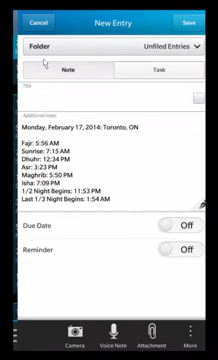 Cancel New Entry Save
Folder Unfiled Entries
Note Task
Title
Additional notes
Monday, February 17, 2014: Toronto, ON
Fajr: 5:56 AM
Sunrise: 7:15 AM
Dhuhr: 12:34 PM
Asr: 3:23 PM
Maghrib: 5:50 PM
Isha: 7:09 PM
1/2 Night Begins: 11:53 PM
Last 1/3 Night Begins: 1:54 AM
Due Date Off
Reminder Off
Camera Voice Note Attachment More